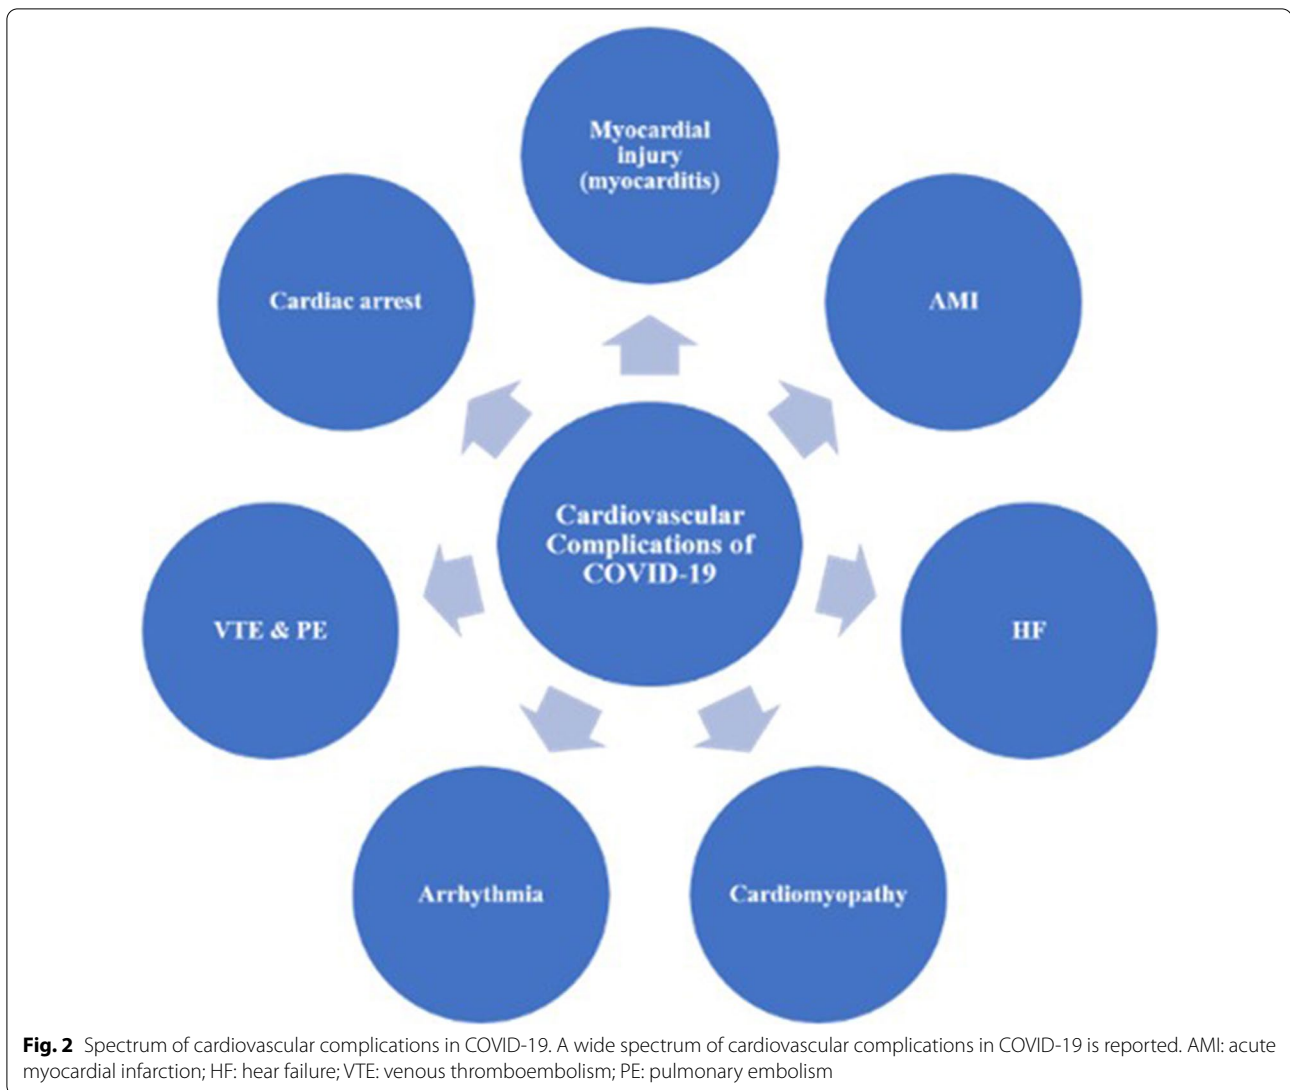 Myocardial
injury
(myocarditis)
Cardiac arrest
AMI
Cardiovascular
Complications of
COVID-19
VTE & PE
HF
Arrhythmia
Cardiomyopathy
Fig. 2 Spectrum of cardiovascular complications in COVID-19. A wide spectrum of cardiovascular complications in COVID-19 is reported. AMI: acute
myocardial infarction; HF: hear failure; VTE: venous thromboembolism; PE: pulmonary embolism